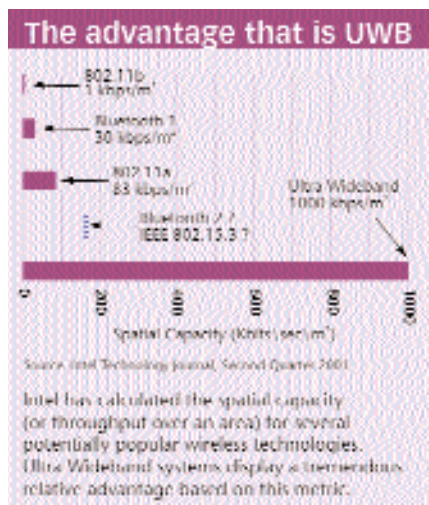 The advantage that is UWB
802.11b
1 kbps/m²
Bluetooth 1
30 kbps/m²
802.11a
83 kbps/m²
Ultra Wideband
1000 kbps/m²
Bluetooth 2 ?
IEEE 802.15.3 ?
0 200 400 600 800 1000
Spatial Capacity (Kbits\sec\m²)
Source: Intel Technology Journal, Second Quarter 2001
Intel has calculated the spatial capacity
(or throughput over an area) for several
potentially popular wireless technologies.
Ultra Wideband systems display a tremendous
relative advantage based on this metric.